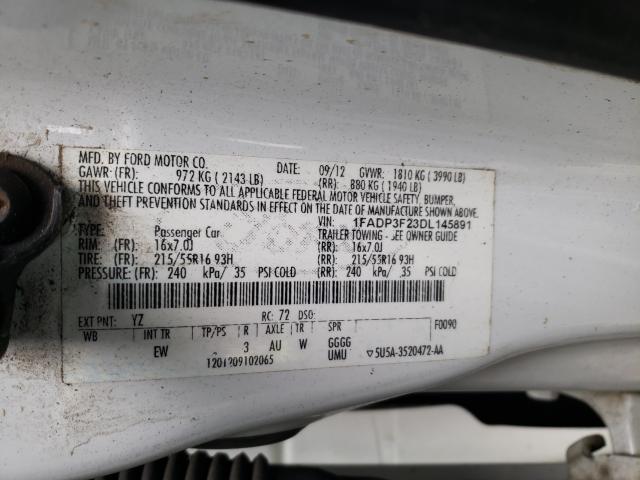 MFD. BY FORD MOTOR CO.
DATE: 09/12 GVWR: 1810 KG ( 3990 LB)
GAWR: (FR): 972 KG ( 2143 LB) (RR): 880 KG ( 1940 LB)
THIS VEHICLE CONFORMS TO ALL APPLICABLE FEDERAL MOTOR VEHICLE SAFETY, BUMPER,
AND THEFT PREVENTION STANDARDS IN EFFECT ON THE DATE OF MANUFACTURE SHOWN ABOVE.
VIN: 1FADP3F23DL145891
TYPE: Passenger Car TRAILER TOWING - SEE OWNER GUIDE
RIM: (FR): 16x7.0J (RR): 16x7.0J
TIRE: (FR): 215/55R16 93H (RR): 215/55R16 93H
PRESSURE: (FR) 240 kPa/ 35 PSI COLD (RR) 240 kPa/ 35 PSI COLD
EXT PNT: YZ RC: 72 DSO: F0090
WB INT TR TP/PS R AXLE TR SPR
EW 3 AU W GGGG
1201209102065 UMU 5U5A-3520472-AA